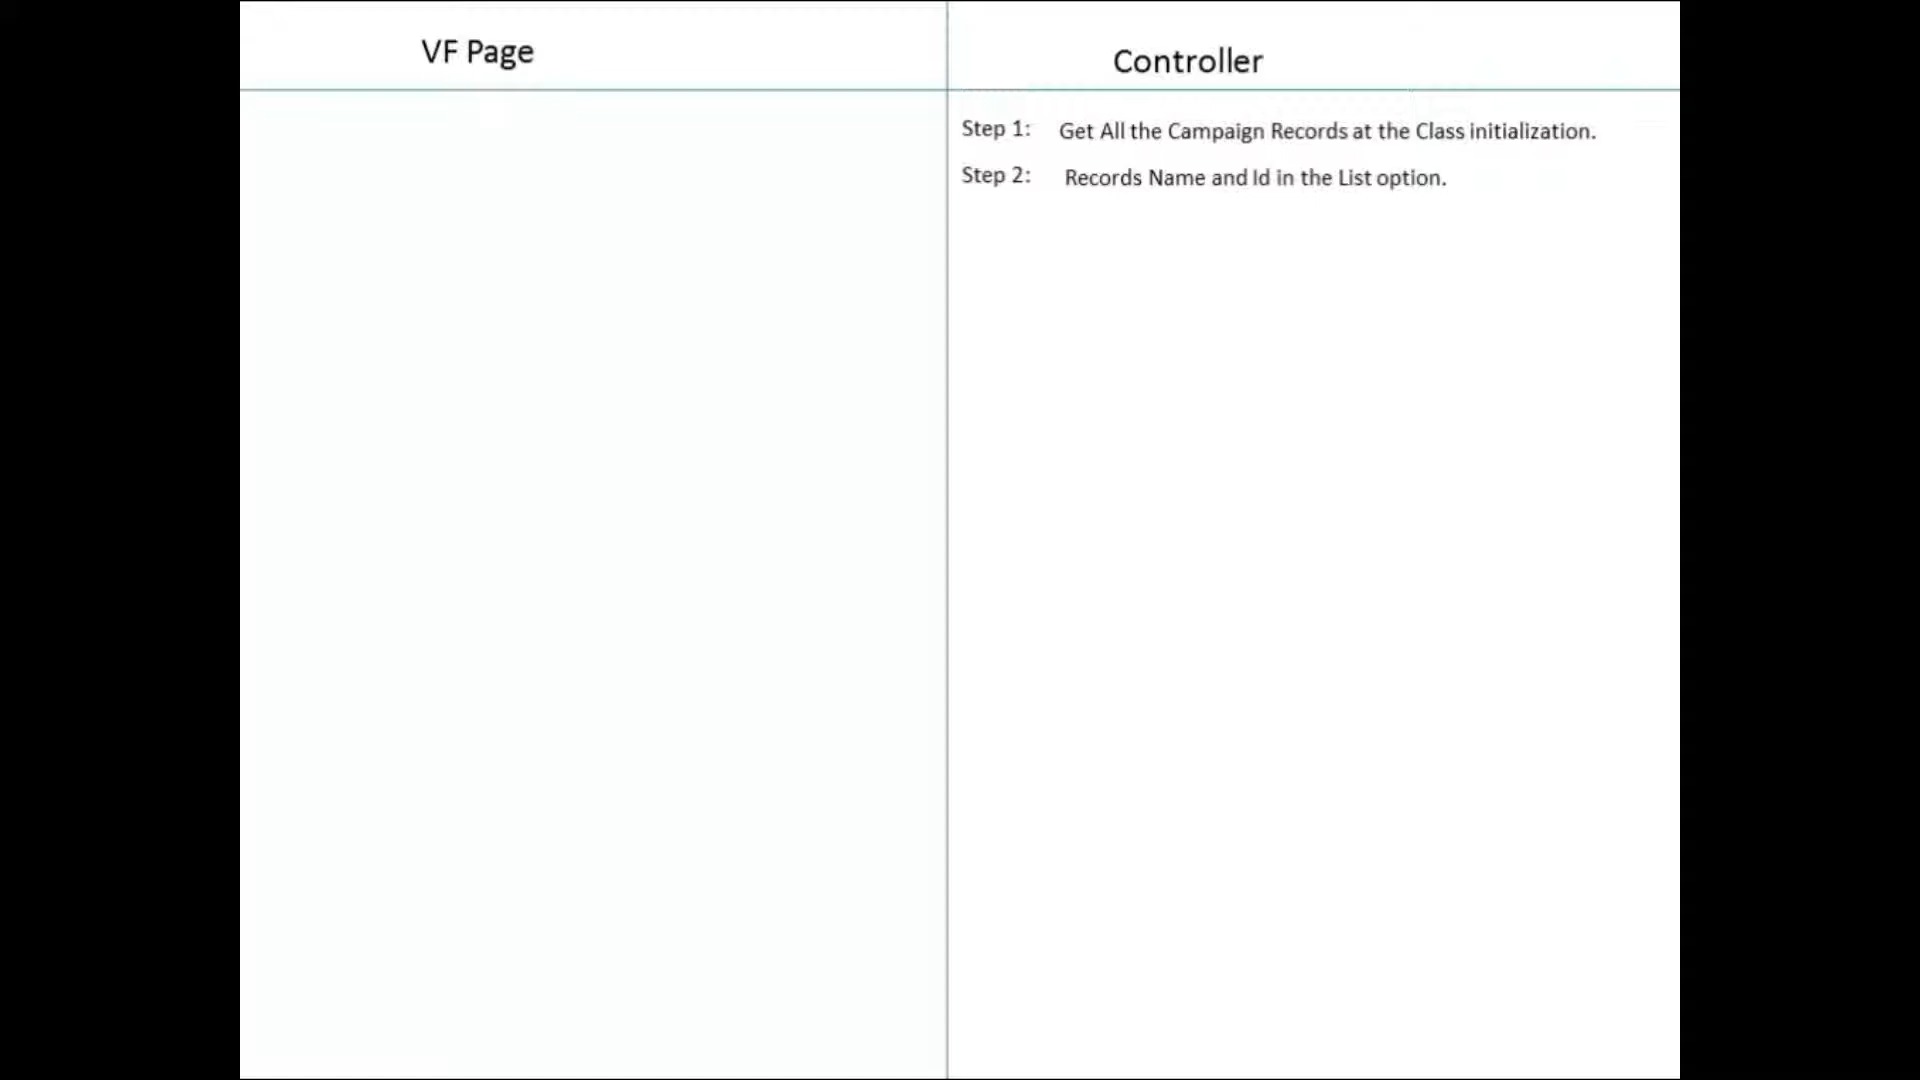 VF Page
Controller
Step 1: Get All the Campaign Records at the Class initialization.
Step 2: Records Name and Id in the List option.